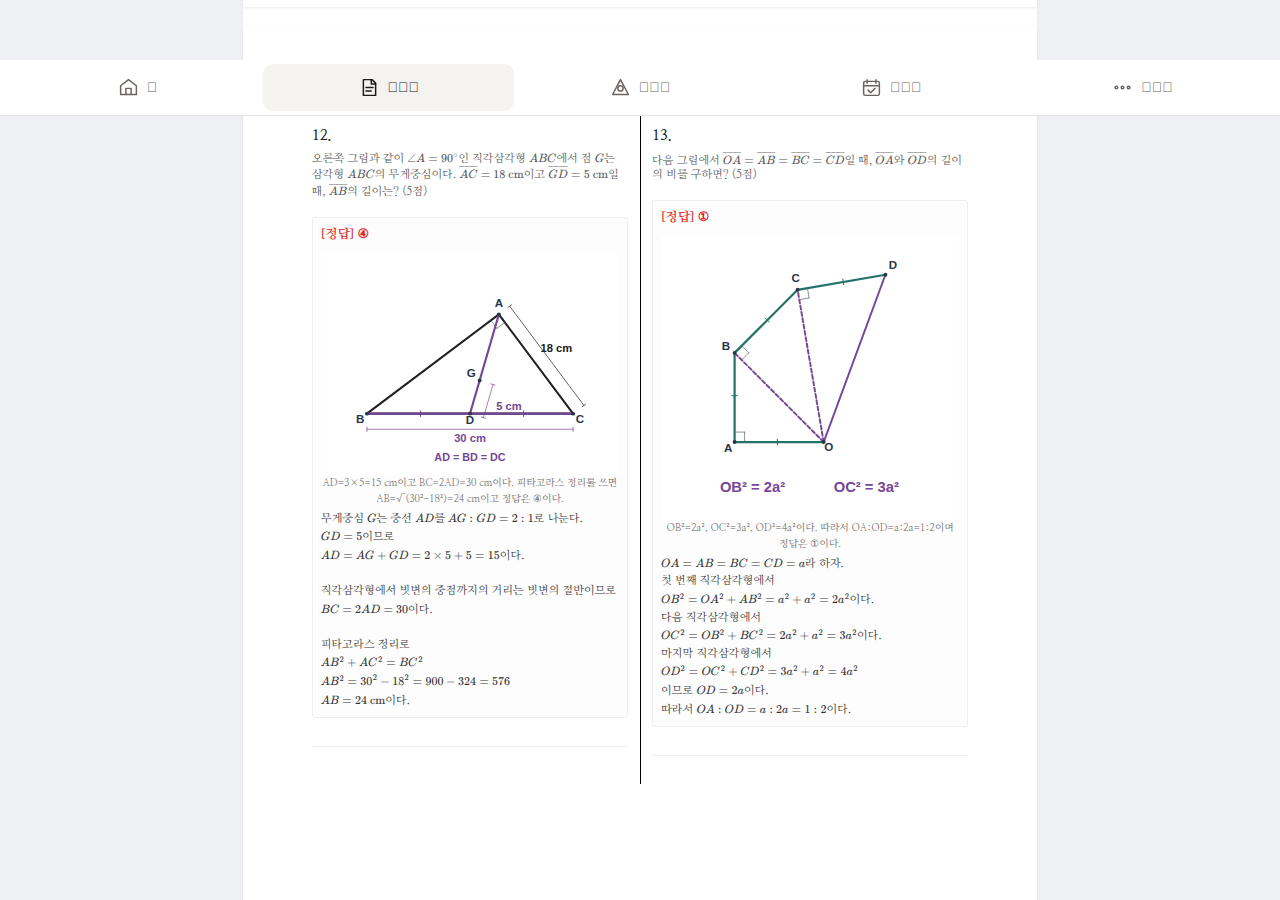 12.
오른쪽 그림과 같이 ∠A = 90°인 직각삼각형 ABC에서 점 G는
삼각형 ABC의 무게중심이다. A̅C̅ = 18 cm이고 G̅D̅ = 5 cm일
때, A̅B̅의 길이는? (5점)
[정답] ④
A
18 cm
G
5 cm
B
D
C
30 cm
AD = BD = DC
AD=3×5=15 cm이고 BC=2AD=30 cm이다. 피타고라스 정리를 쓰면
AB=√(30²−18²)=24 cm이고 정답은 ④이다.
무게중심 G는 중선 AD를 AG : GD = 2 : 1로 나눈다.
GD = 5이므로
AD = AG + GD = 2 × 5 + 5 = 15이다.
직각삼각형에서 빗변의 중점까지의 거리는 빗변의 절반이므로
BC = 2AD = 30이다.
피타고라스 정리로
AB² + AC² = BC²
AB² = 30² − 18² = 900 − 324 = 576
AB = 24 cm이다.
13.
다음 그림에서 O̅A̅ = A̅B̅ = B̅C̅ = C̅D̅일 때, O̅A̅와 O̅D̅의 길이
의 비를 구하면? (5점)
[정답] ①
D
C
B
A
O
OB² = 2a² OC² = 3a²
OB²=2a², OC²=3a², OD²=4a²이다. 따라서 OA:OD=a:2a=1:2이며
정답은 ①이다.
OA = AB = BC = CD = a라 하자.
첫 번째 직각삼각형에서
OB² = OA² + AB² = a² + a² = 2a²이다.
다음 직각삼각형에서
OC² = OB² + BC² = 2a² + a² = 3a²이다.
마지막 직각삼각형에서
OD² = OC² + CD² = 3a² + a² = 4a²
이므로 OD = 2a이다.
따라서 OA : OD = a : 2a = 1 : 2이다.